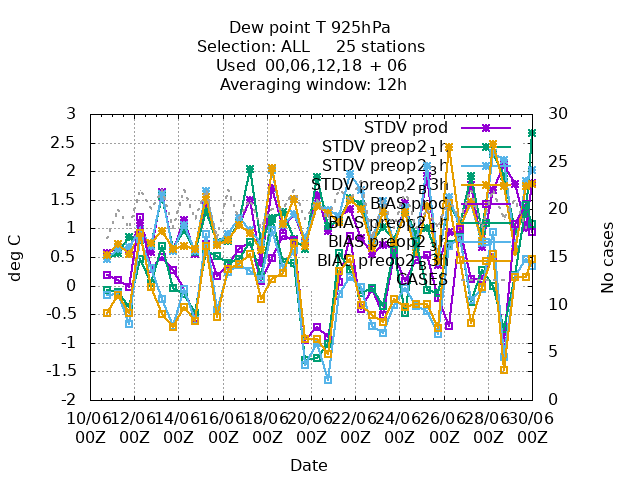 Dew point T 925hPa
Selection: ALL 25 stations
Used 00,06,12,18 + 06
Averaging window: 12h
3
2.5
2
1.5
1
0.5
0
-0.5
-1
-1.5
-2
deg C
30
25
20
15
10
5
0
No cases
STDV prod
STDV preop2_1h
STDV preop2_3h
STDV preop2_B3h
BIAS prod
BIAS preop2_1h
BIAS preop2_3h
BIAS preop2_B3h
CASES
10/06 12/06 14/06 16/06 18/06 20/06 22/06 24/06 26/06 28/06 30/06
00Z 00Z 00Z 00Z 00Z 00Z 00Z 00Z 00Z 00Z 00Z
Date